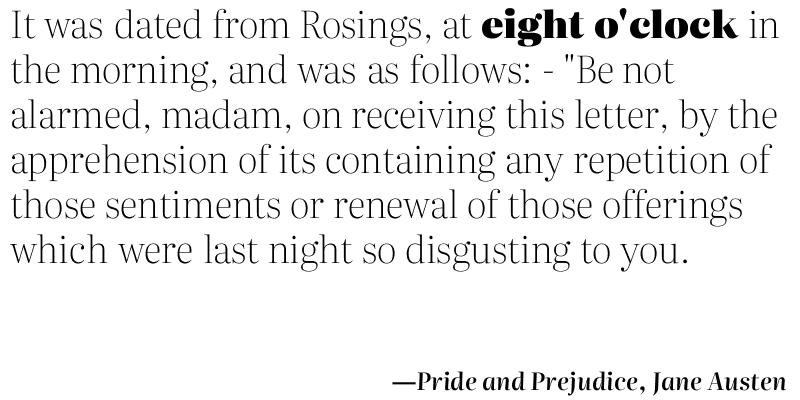 It was dated from Rosings, at eight o'clock in
the morning, and was as follows: - "Be not
alarmed, madam, on receiving this letter, by the
apprehension of its containing any repetition of
those sentiments or renewal of those offerings
which were last night so disgusting to you.
—Pride and Prejudice, Jane Austen